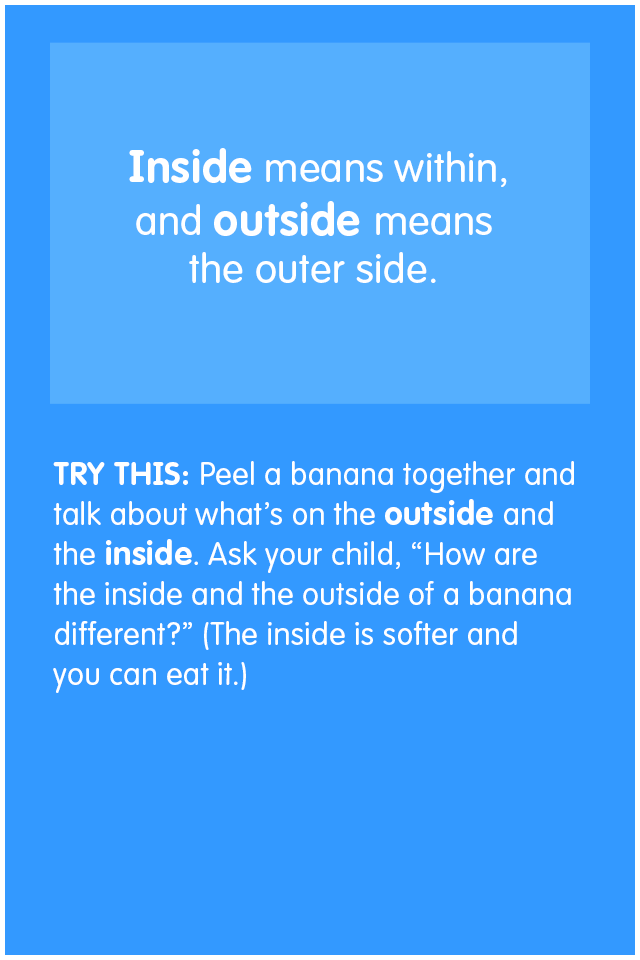 Inside means within,
and outside means
the outer side.
TRY THIS: Peel a banana together and
talk about what’s on the outside and
the inside. Ask your child, “How are
the inside and the outside of a banana
different?” (The inside is softer and
you can eat it.)